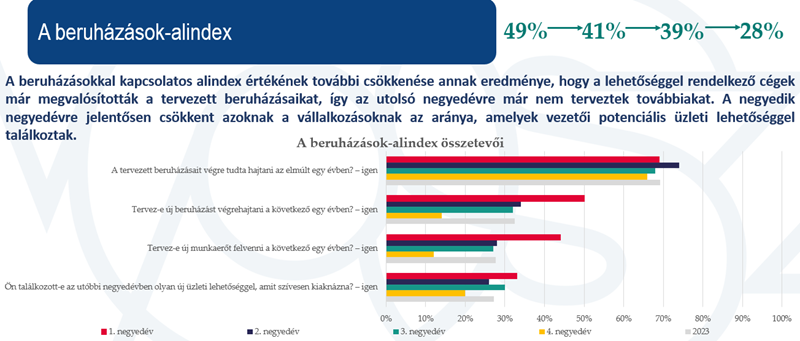 A beruházások-alindex
49% → 41% → 39% → 28%
A beruházásokkal kapcsolatos alindex értékének további csökkenése annak eredménye, hogy a lehetőséggel rendelkező cégek
már megvalósították a tervezett beruházásaikat, így az utolsó negyedévre már nem terveztek továbbiakat. A negyedik
negyedévre jelentősen csökkent azoknak a vállalkozásoknak az aránya, amelyek vezetői potenciális üzleti lehetőséggel
találkoztak.
A beruházások-alindex összetevői
A tervezett beruházásait végre tudta hajtani az elmúlt egy évben? – igen
Tervez-e új beruházást végrehajtani a következő egy évben? – igen
Tervez-e új munkaerőt felvenni a következő egy évben? – igen
Ön találkozott-e az utóbbi negyedévben olyan új üzleti lehetőséggel, amit szívesen kiaknázna? – igen
0% 10% 20% 30% 40% 50% 60% 70% 80% 90% 100%
1. negyedév 2. negyedév 3. negyedév 4. negyedév 2023